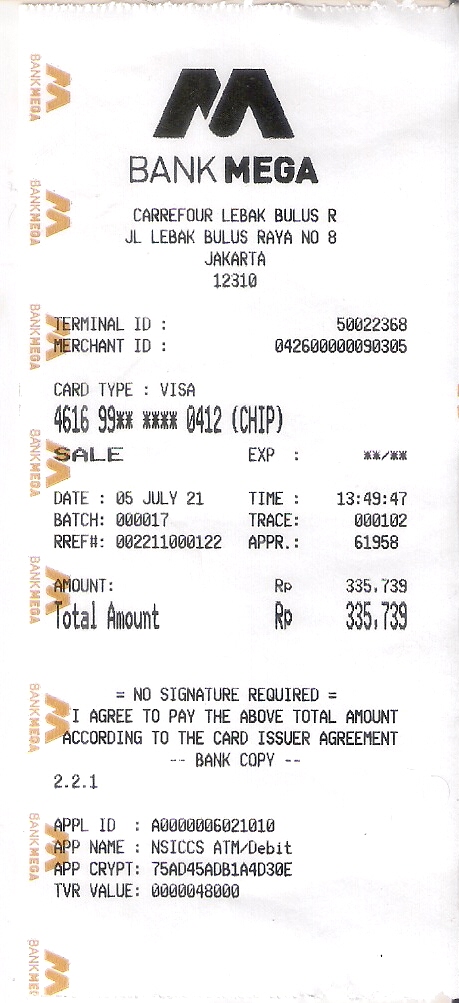 BANK MEGA
CARREFOUR LEBAK BULUS R
JL LEBAK BULUS RAYA NO 8
JAKARTA
12310
TERMINAL ID : 50022368
MERCHANT ID : 042600000090305
CARD TYPE : VISA
4616 99** **** 0412 (CHIP)
SALE EXP : **/**
DATE : 05 JULY 21 TIME : 13:49:47
BATCH: 000017 TRACE: 000102
RREF#: 002211000122 APPR.: 61958
AMOUNT: Rp 335.739
Total Amount Rp 335.739
= NO SIGNATURE REQUIRED =
I AGREE TO PAY THE ABOVE TOTAL AMOUNT
ACCORDING TO THE CARD ISSUER AGREEMENT
-- BANK COPY --
2.2.1
APPL ID : A0000006021010
APP NAME : NSICCS ATM/Debit
APP CRYPT: 75AD45ADB1A4D30E
TVR VALUE: 0000048000
BANK MEGA
BANK MEGA
BANK MEGA
BANK MEGA
BANK MEGA
BANK MEGA
BANK MEGA
BANK MEGA